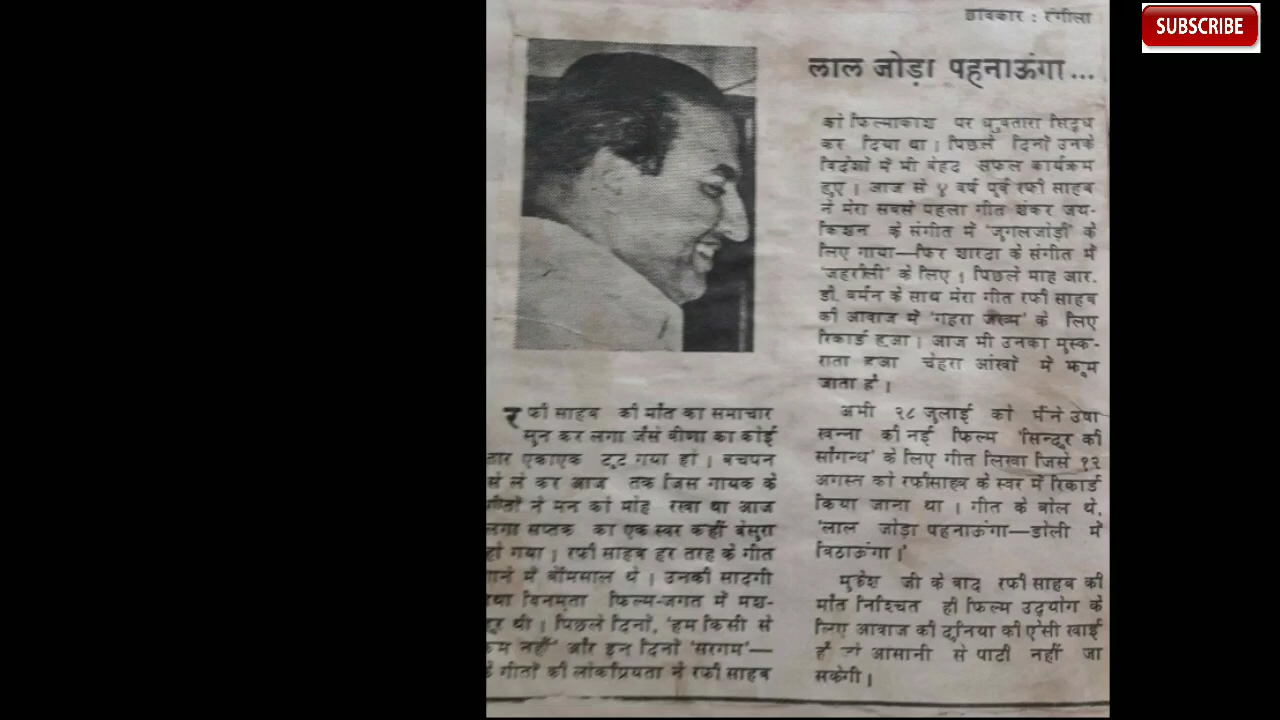 SUBSCRIBE
छविकार : रंगीला
लाल जोड़ा पहनाऊंगा...
रफी साहब की मौत का समाचार
सुन कर लगा जैसे वीणा का कोई
तार एकाएक टूट गया हो। बचपन
से ले कर आज तक जिस गायक के
गीतों ने मन को मोह रखा था आज
लगा सप्तक का एक स्वर कहीं बेसुरा
हो गया। रफी साहब हर तरह के गीत
गाने में बेमिसाल थे। उनकी सादगी
तथा विनम्रता फिल्म-जगत में मश-
हूर थी। पिछले दिनों, 'हम किसी से
कम नहीं' और इन दिनों 'सरगम'—
के गीतों की लोकप्रियता ने रफी साहब
को फिल्माकाश पर ध्रुवतारा सिद्ध
कर दिया था। पिछले दिनों उनके
विदेशों में भी बेहद सफल कार्यक्रम
हुए। आज से ४ वर्ष पूर्व रफी साहब
ने मेरा सबसे पहला गीत शंकर जय-
किशन के संगीत में 'जुगलजोड़ी' के
लिए गाया—फिर शारदा के संगीत में
'जहरीली' के लिए। पिछले माह आर.
डी. बर्मन के साथ मेरा गीत रफी साहब
की आवाज में 'गहरा जख्म' के लिए
रिकार्ड हुआ। आज भी उनका मुस्क-
राता हुआ चेहरा आंखों में झूम
जाता है।
अभी २८ जुलाई को मैंने उषा
खन्ना की नई फिल्म 'सिन्दूर की
सौगन्ध' के लिए गीत लिखा जिसे १२
अगस्त को रफीसाहब के स्वर में रिकार्ड
किया जाना था। गीत के बोल थे,
'लाल जोड़ा पहनाऊंगा—डोली में
बिठाऊंगा।'
मुकेश जी के बाद रफी साहब की
मौत निश्चित ही फिल्म उद्योग के
लिए आवाज की दुनिया की ऐसी खाई
है जो आसानी से पाटी नहीं जा
सकेगी।